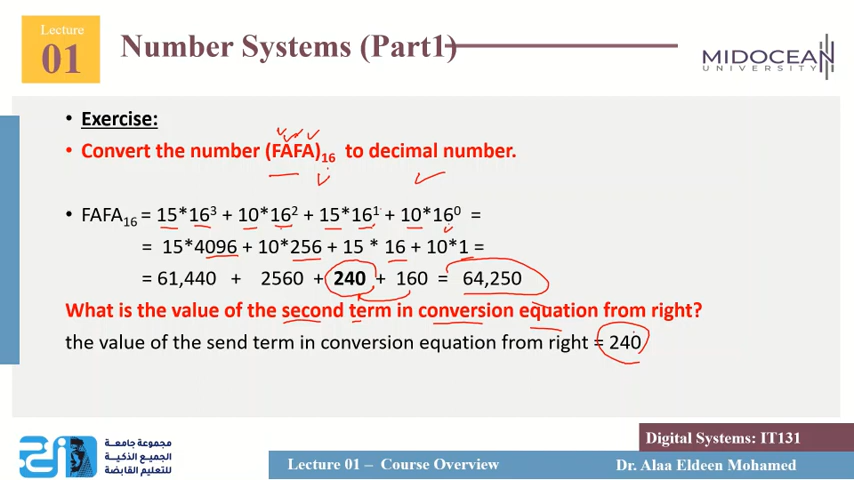 Lecture
01
Number Systems (Part1)
MIDOCEAN
UNIVERSITY
• Exercise:
• Convert the number (FAFA)₁₆ to decimal number.
• FAFA₁₆ = 15*16³ + 10*16² + 15*16¹ + 10*16⁰ =
= 15*4096 + 10*256 + 15 * 16 + 10*1 =
= 61,440 + 2560 + 240 + 160 = 64,250
What is the value of the second term in conversion equation from right?
the value of the send term in conversion equation from right = 240
مجموعة جامعة
الجميع الذكية
للتعليم القابضة
Digital Systems: IT131
Lecture 01 – Course Overview
Dr. Alaa Eldeen Mohamed